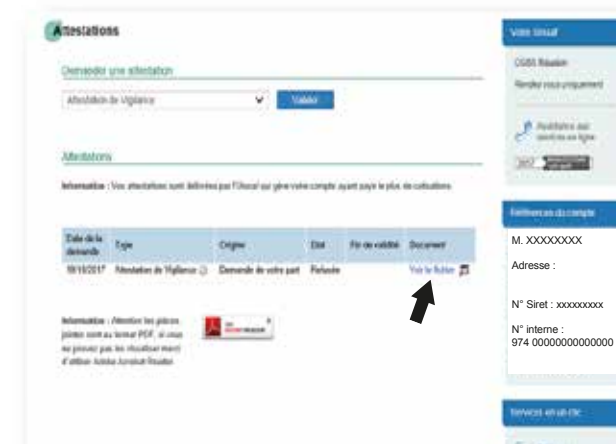 Attestations
Demander une attestation
Attestation de Vigilance
Valider
Attestations
Information : Vos attestations sont délivrées par l'Urssaf qui gère votre compte ayant payé le plus de cotisations.
Date de la demande Type Origine Etat Fin de validité Document
18/10/2017 Attestation de Vigilance Demande de votre part Refusée Voir le fichier
Information : Attention les pièces
jointes sont au format PDF, si vous
ne pouvez pas les visualiser merci
d'utiliser Adobe Acrobat Reader.
Votre Urssaf
CGSS Réunion
Rendez vous uniquement
Assistance aux
services en ligne
Références du compte
M. XXXXXXXX
Adresse :
N° Siret : xxxxxxxxx
N° interne :
974 00000000000000
Services en un clic